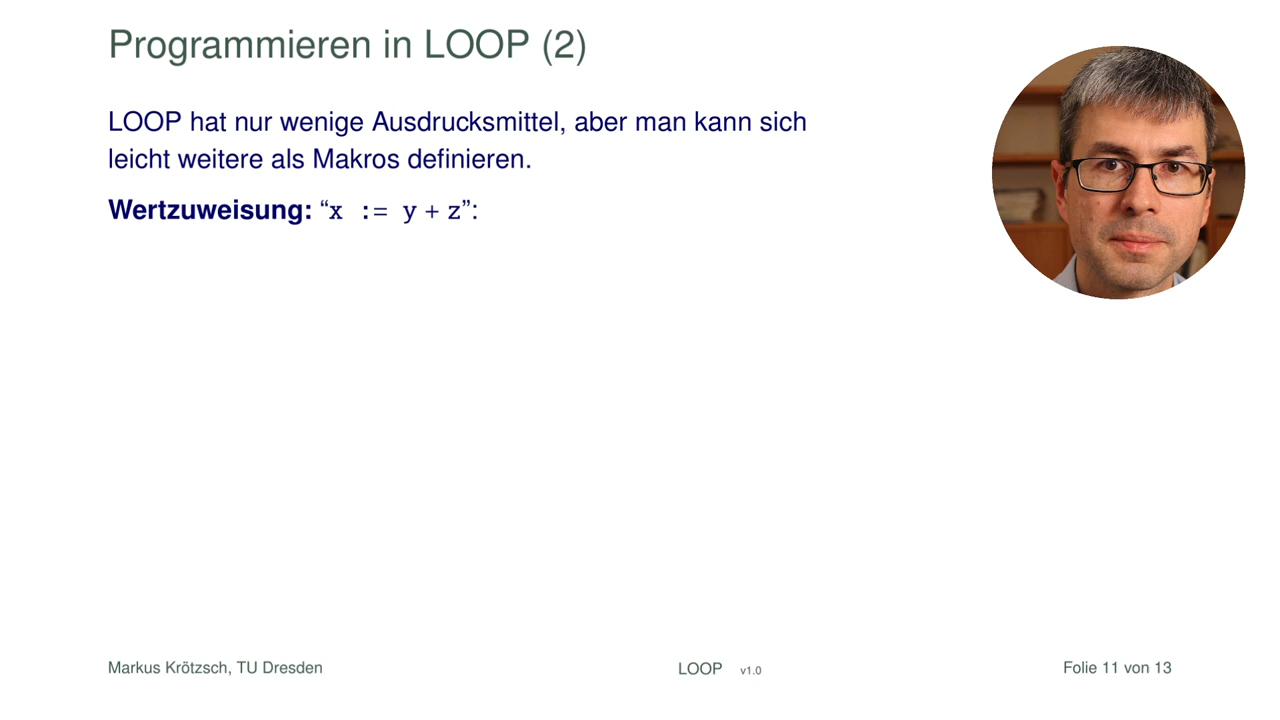 Programmieren in LOOP (2)
LOOP hat nur wenige Ausdrucksmittel, aber man kann sich
leicht weitere als Makros definieren.
Wertzuweisung: “x := y + z”:
Markus Krötzsch, TU Dresden
LOOP v1.0
Folie 11 von 13